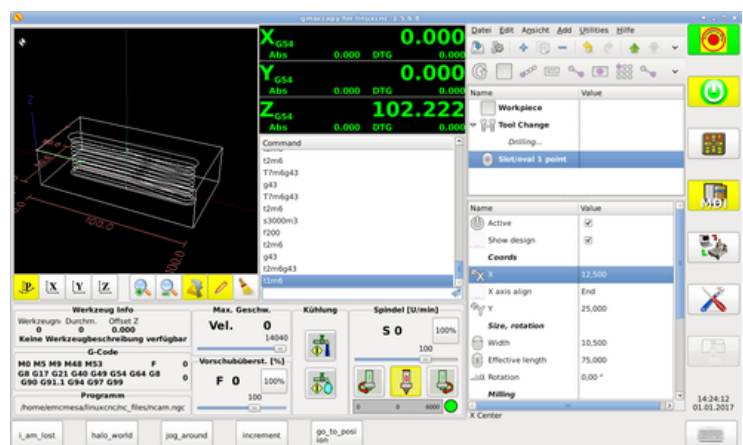 gmoccapy for linuxcnc 1.5.6.8
X G54 0.000
Abs 0.000 DTG 0.000
Y G54 0.000
Abs 0.000 DTG 0.000
Z G54 102.222
Abs 0.000 DTG 0.000
Command
t2m6
T7m6g43
g43
t2m6
T7m6g43
g43
t2m6
s3000m3
f200
t2m6
g43
t2m6g43
t1m6
Datei Edit Ansicht Add Utilities Hilfe
Name Value
Workpiece
Tool Change
Drilling...
Slot/oval 1 point
Name Value
Active
Show design
Coords
X 12,500
X axis align End
Y 25,000
Size, rotation
Width 10,500
Effective length 75,000
Rotation 0,00 °
Milling
X Center
Z
100.0
P X Y Z
MDI
Werkzeug Info
Werkzeugnr Durchm. Offset Z
0 0 0.000
Keine Werkzeugbeschreibung verfügbar
G-Code
M0 M5 M9 M48 M53 F 0
G8 G17 G21 G40 G49 G54 G64 G8 0
G90 G91.1 G94 G97 G99
Programm
/home/emcmesa/linuxcnc/nc_files/ncam.ngc
Max. Geschw.
Vel. 0
14040
Vorschubüberst. [%]
F 0 100%
100
Kühlung
Spindel [U/min]
S 0 100%
100
0 0 6000
14:24:12
01.01.2017
i_am_lost halo_world jog_around increment go_to_posi
ion